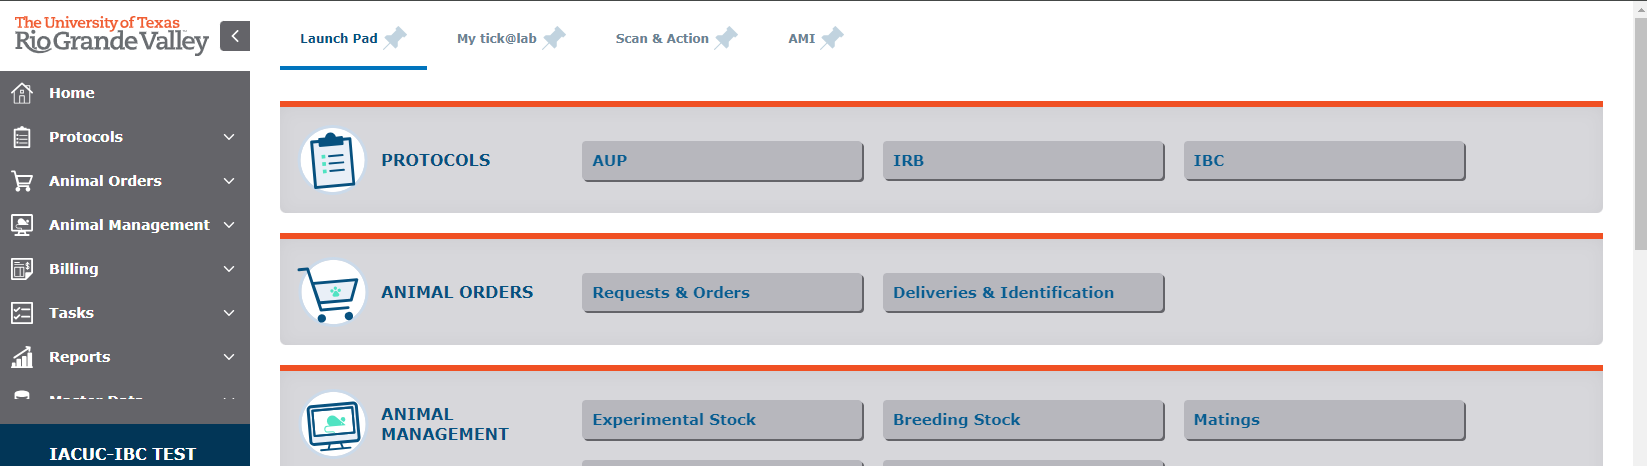 The University of Texas
Rio Grande Valley
Launch Pad
My tick@lab
Scan & Action
AMI
Home
Protocols
Animal Orders
Animal Management
Billing
Tasks
Reports
Master Data
IACUC-IBC TEST
PROTOCOLS
AUP
IRB
IBC
ANIMAL ORDERS
Requests & Orders
Deliveries & Identification
ANIMAL
MANAGEMENT
Experimental Stock
Breeding Stock
Matings